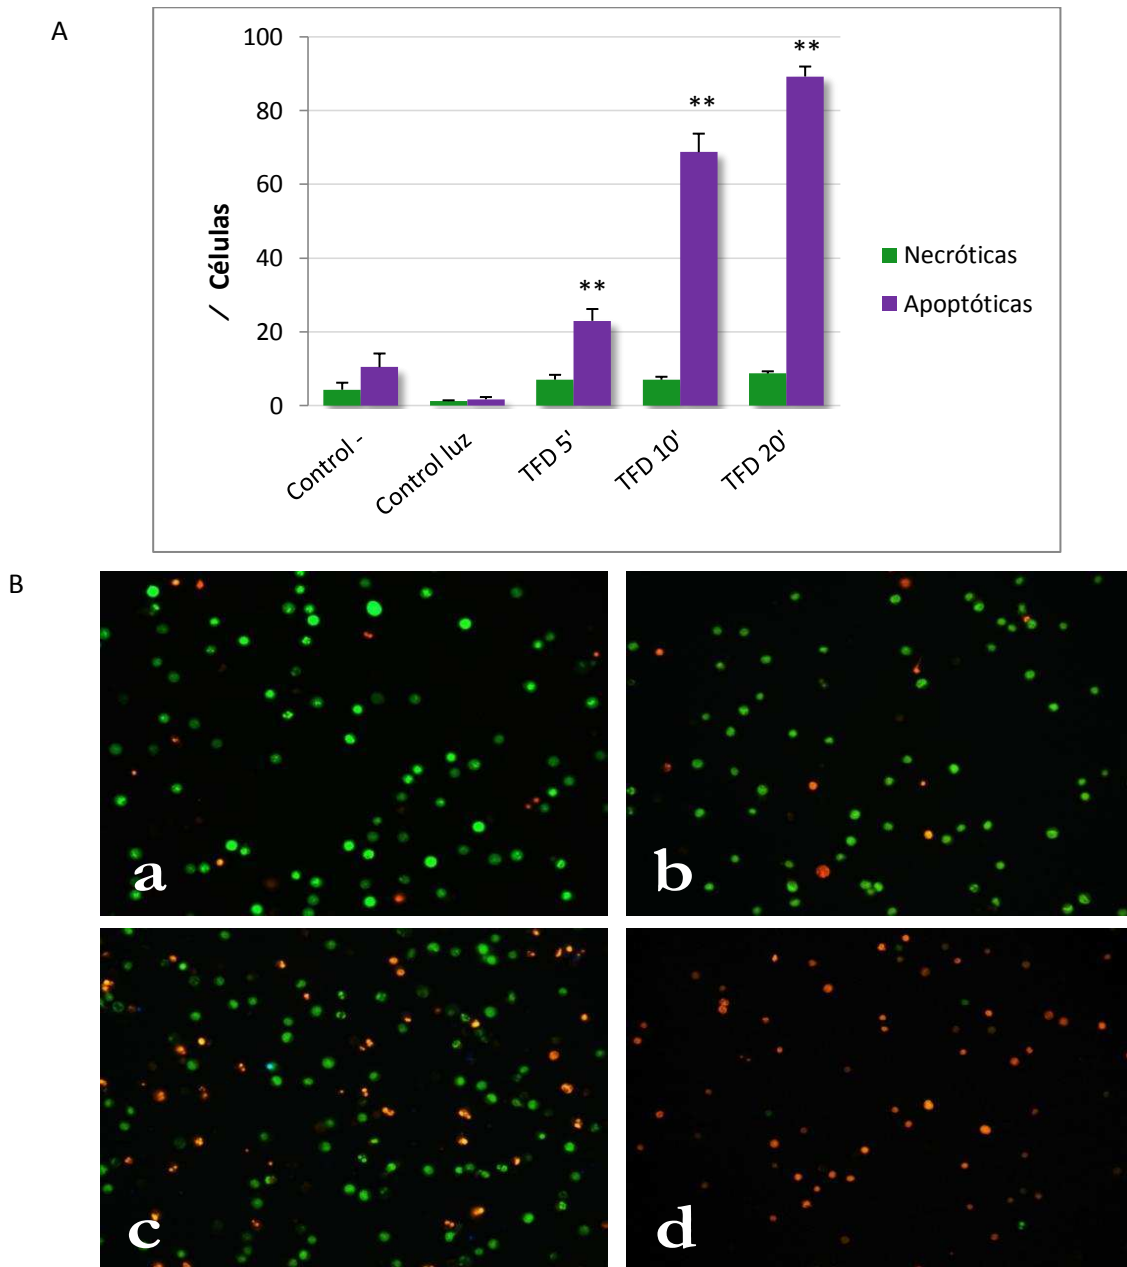 A
100
80
60
40
20
0
/ Células
**
**
**
Necróticas
Apoptóticas
Control -
Control luz
TFD 5'
TFD 10'
TFD 20'
B
a
b
c
d